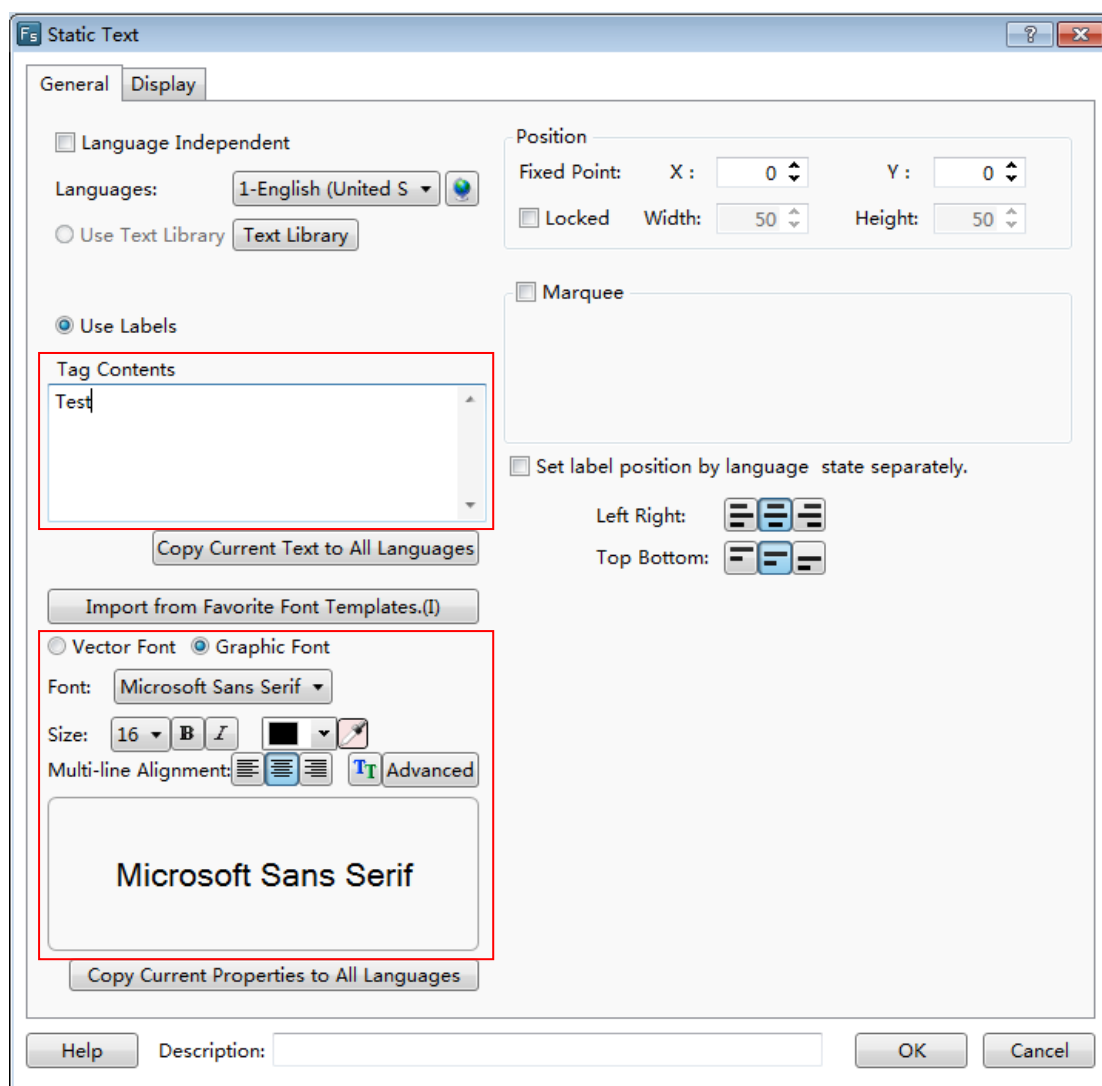 Fs Static Text ?
General Display
Language Independent
Languages: 1-English (United S
Use Text Library Text Library
Use Labels
Tag Contents
Test
Copy Current Text to All Languages
Import from Favorite Font Templates.(I)
Vector Font Graphic Font
Font: Microsoft Sans Serif
Size: 16 B I
Multi-line Alignment: TT Advanced
Microsoft Sans Serif
Copy Current Properties to All Languages
Position
Fixed Point: X : 0 Y : 0
Locked Width: 50 Height: 50
Marquee
Set label position by language  state separately.
Left Right:
Top Bottom:
Help Description: OK Cancel